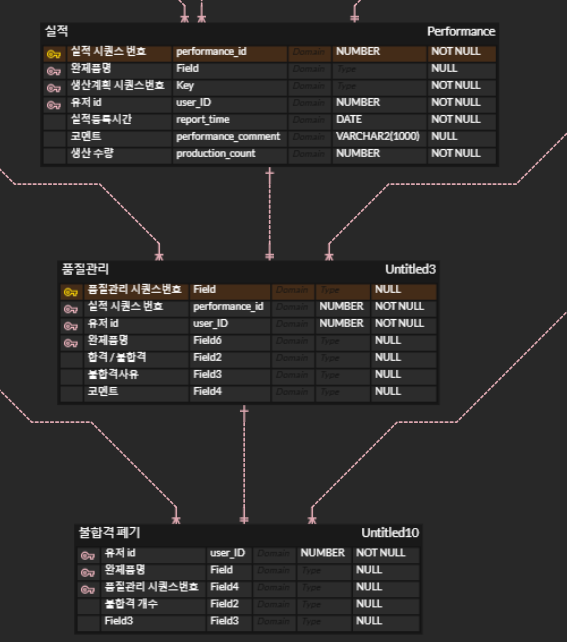 실적 Performance
실적 시퀀스 번호 performance_id Domain NUMBER NOT NULL
완제품명 Field Domain Type NULL
생산계획 시퀀스번호 Key Domain Type NOT NULL
유저 id user_ID Domain NUMBER NOT NULL
실적등록시간 report_time Domain DATE NOT NULL
코멘트 performance_comment Domain VARCHAR2(1000) NULL
생산 수량 production_count Domain NUMBER NOT NULL
품질관리 Untitled3
품질관리 시퀀스번호 Field Domain Type NULL
실적 시퀀스 번호 performance_id Domain NUMBER NOT NULL
유저 id user_ID Domain NUMBER NOT NULL
완제품명 Field6 Domain Type NULL
합격 / 불합격 Field2 Domain Type NULL
불합격사유 Field3 Domain Type NULL
코멘트 Field4 Domain Type NULL
불합격 폐기 Untitled10
유저 id user_ID Domain NUMBER NOT NULL
완제품명 Field Domain Type NULL
품질관리 시퀀스번호 Field4 Domain Type NULL
불합격 개수 Field2 Domain Type NULL
Field3 Field3 Domain Type NULL